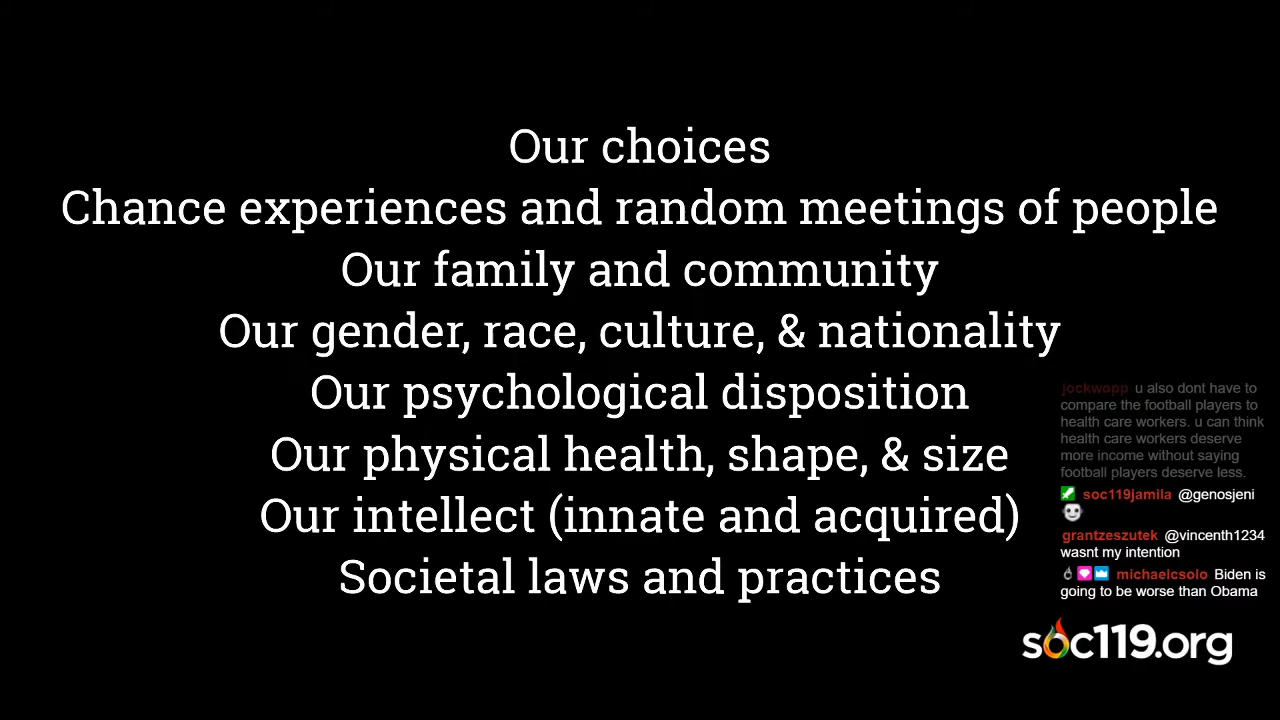 Our choices
Chance experiences and random meetings of people
Our family and community
Our gender, race, culture, & nationality
Our psychological disposition
Our physical health, shape, & size
Our intellect (innate and acquired)
Societal laws and practices
jockwopp u also dont have to
compare the football players to
health care workers. u can think
health care workers deserve
more income without saying
football players deserve less.
soc119jamila @genosjeni
grantzeszutek @vincenth1234
wasnt my intention
michaelcsolo Biden is
going to be worse than Obama
soc119.org